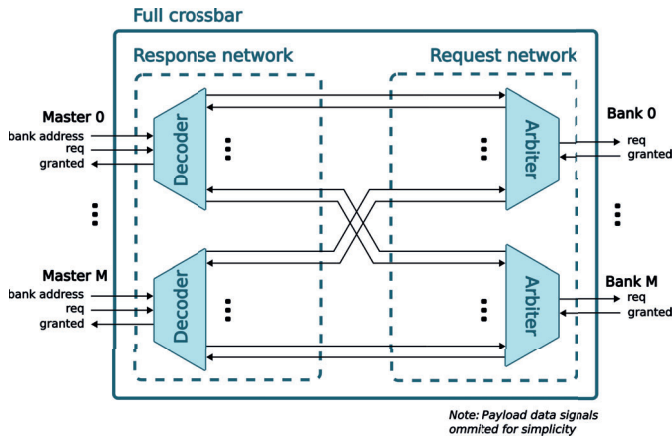 Full crossbar
Response network
Request network
Master 0
bank address
req
granted
Decoder
Arbiter
Bank 0
req
granted
Master M
bank address
req
granted
Decoder
Arbiter
Bank M
req
granted
Note: Payload data signals
ommited for simplicity